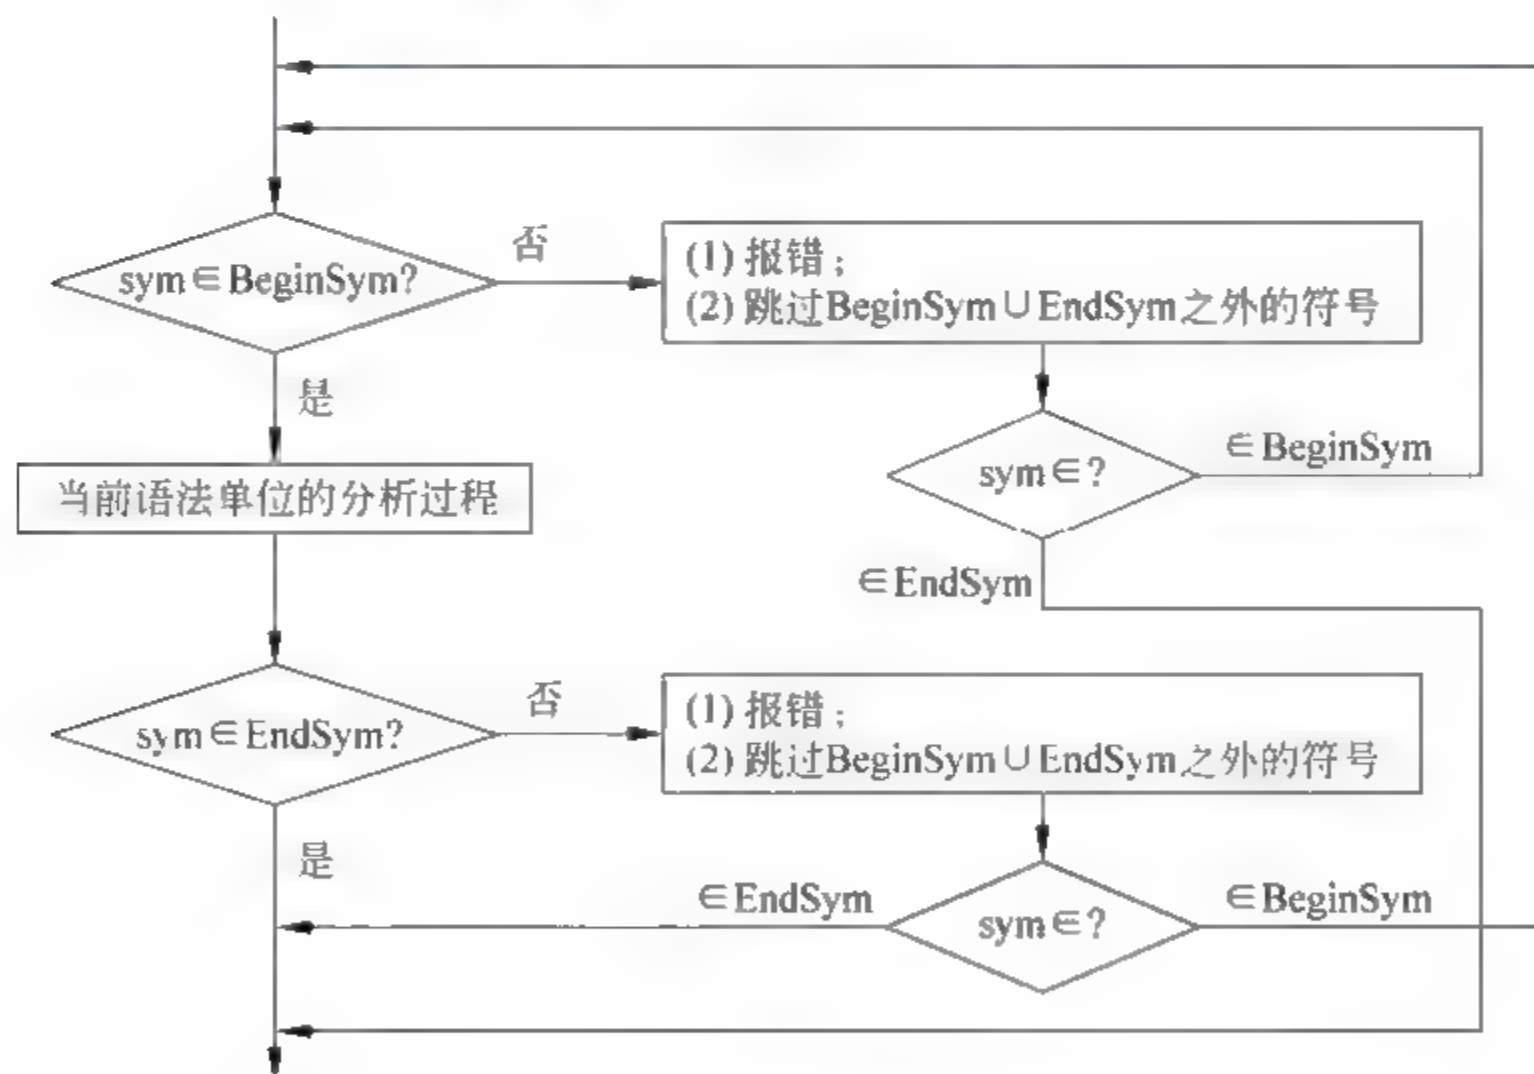 sym∈BeginSym?
否
(1) 报错；
(2) 跳过BeginSym∪EndSym之外的符号
是
sym∈?
∈BeginSym
当前语法单位的分析过程
∈EndSym
sym∈EndSym?
否
(1) 报错；
(2) 跳过BeginSym∪EndSym之外的符号
是
∈EndSym
sym∈?
∈BeginSym